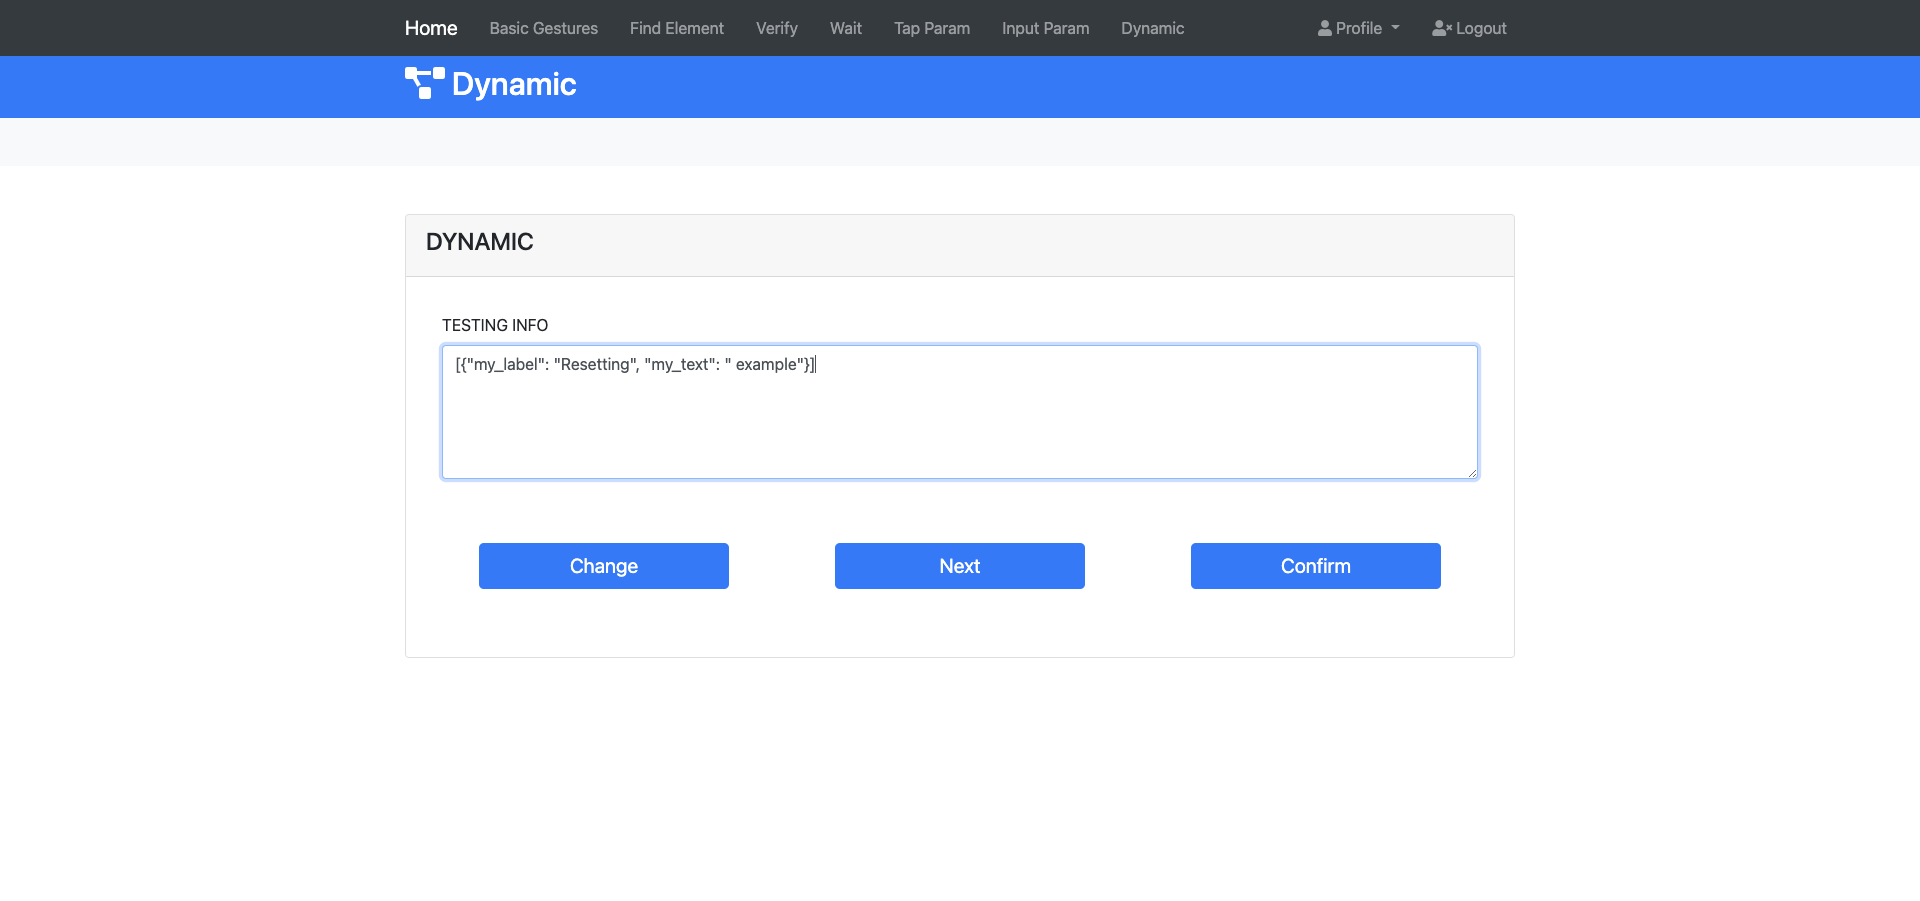 Home Basic Gestures Find Element Verify Wait Tap Param Input Param Dynamic Profile Logout
Dynamic
DYNAMIC
TESTING INFO
[{"my_label": "Resetting", "my_text": " example"}]
Change Next Confirm